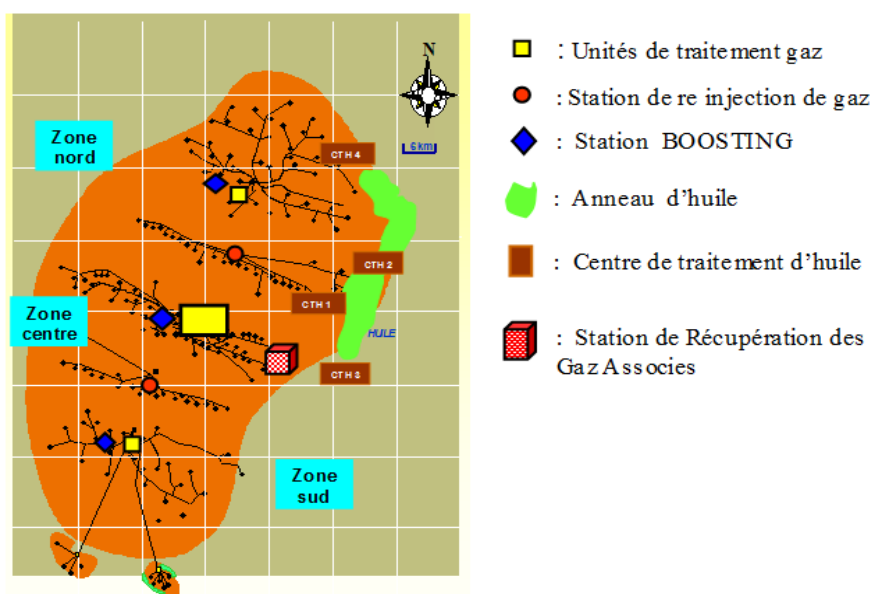 N
Zone
nord
CTH 4
6 km
CTH 2
CTH 1
Zone
centre
HULE
CTH 3
Zone
sud
: Unités de traitement gaz
: Station de re injection de gaz
: Station BOOSTING
: Anneau d'huile
: Centre de traitement d'huile
: Station de Récupération des
Gaz Associes